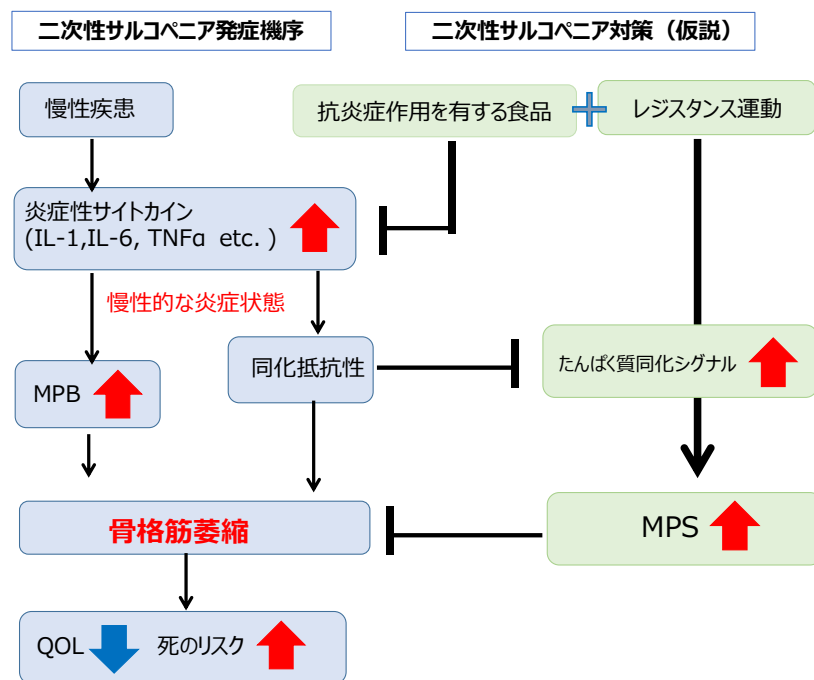 二次性サルコペニア発症機序
二次性サルコペニア対策（仮説）
慢性疾患
抗炎症作用を有する食品
レジスタンス運動
炎症性サイトカイン
(IL-1,IL-6, TNFα etc. )
慢性的な炎症状態
同化抵抗性
たんぱく質同化シグナル
MPB
骨格筋萎縮
MPS
QOL
死のリスク